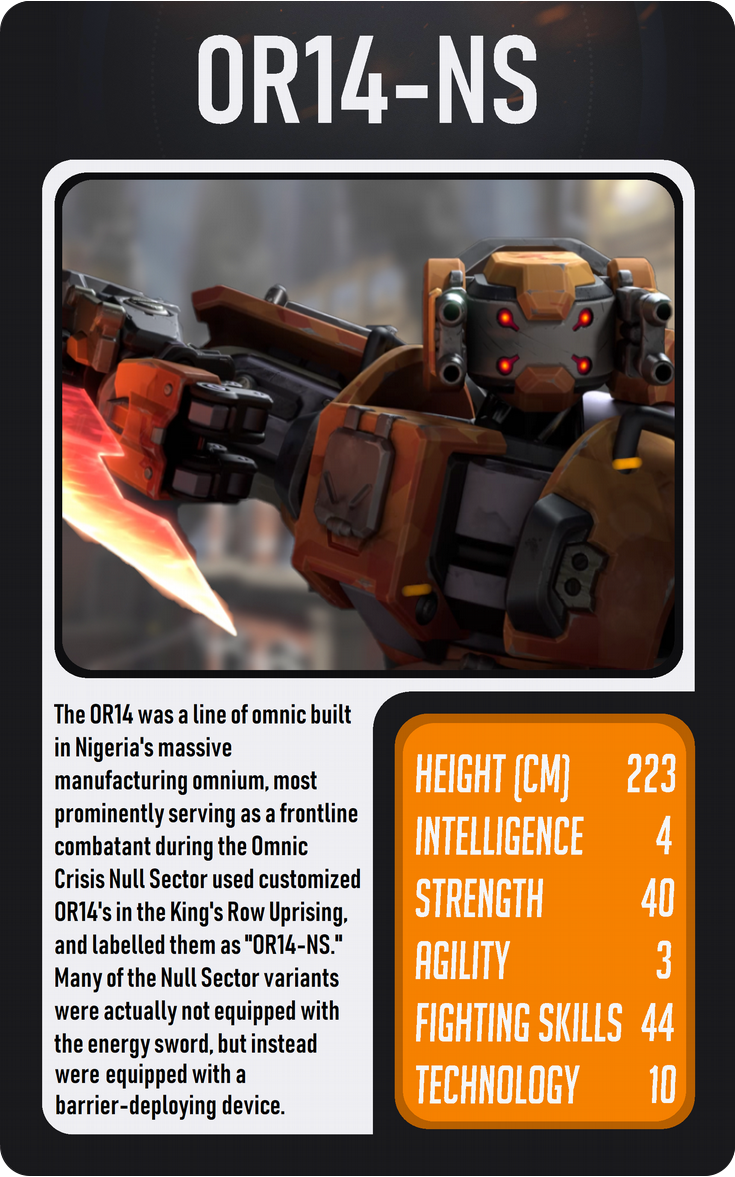 OR14-NS
The OR14 was a line of omnic built
in Nigeria's massive
manufacturing omnium, most
prominently serving as a frontline
combatant during the Omnic
Crisis Null Sector used customized
OR14's in the King's Row Uprising,
and labelled them as "OR14-NS."
Many of the Null Sector variants
were actually not equipped with
the energy sword, but instead
were equipped with a
barrier-deploying device.
HEIGHT (CM) 223
INTELLIGENCE 4
STRENGTH 40
AGILITY 3
FIGHTING SKILLS 44
TECHNOLOGY 10